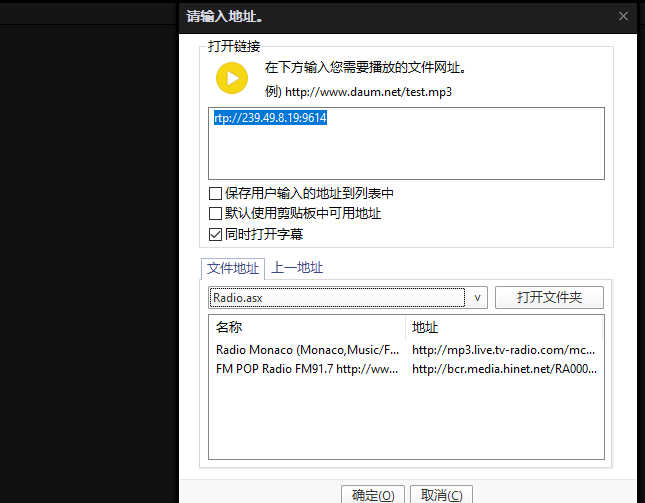 请输入地址。
打开链接
在下方输入您需要播放的文件网址。
例) http://www.daum.net/test.mp3
rtp://239.49.8.19:9614
保存用户输入的地址到列表中
默认使用剪贴板中可用地址
同时打开字幕
文件地址 上一地址
Radio.asx 打开文件夹
名称 地址
Radio Monaco (Monaco,Music/F... http://mp3.live.tv-radio.com/mc...
FM POP Radio FM91.7 http://ww... http://bcr.media.hinet.net/RA000...
确定(O) 取消(C)